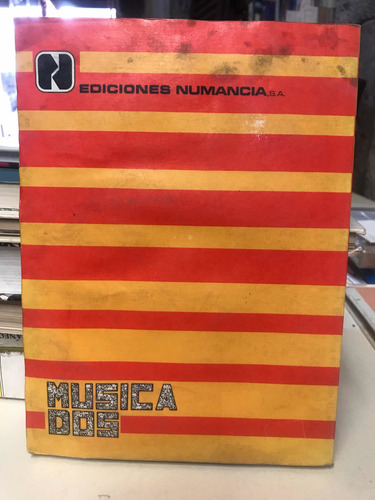 N
EDICIONES NUMANCIA, S.A.
MUSICA
DOS